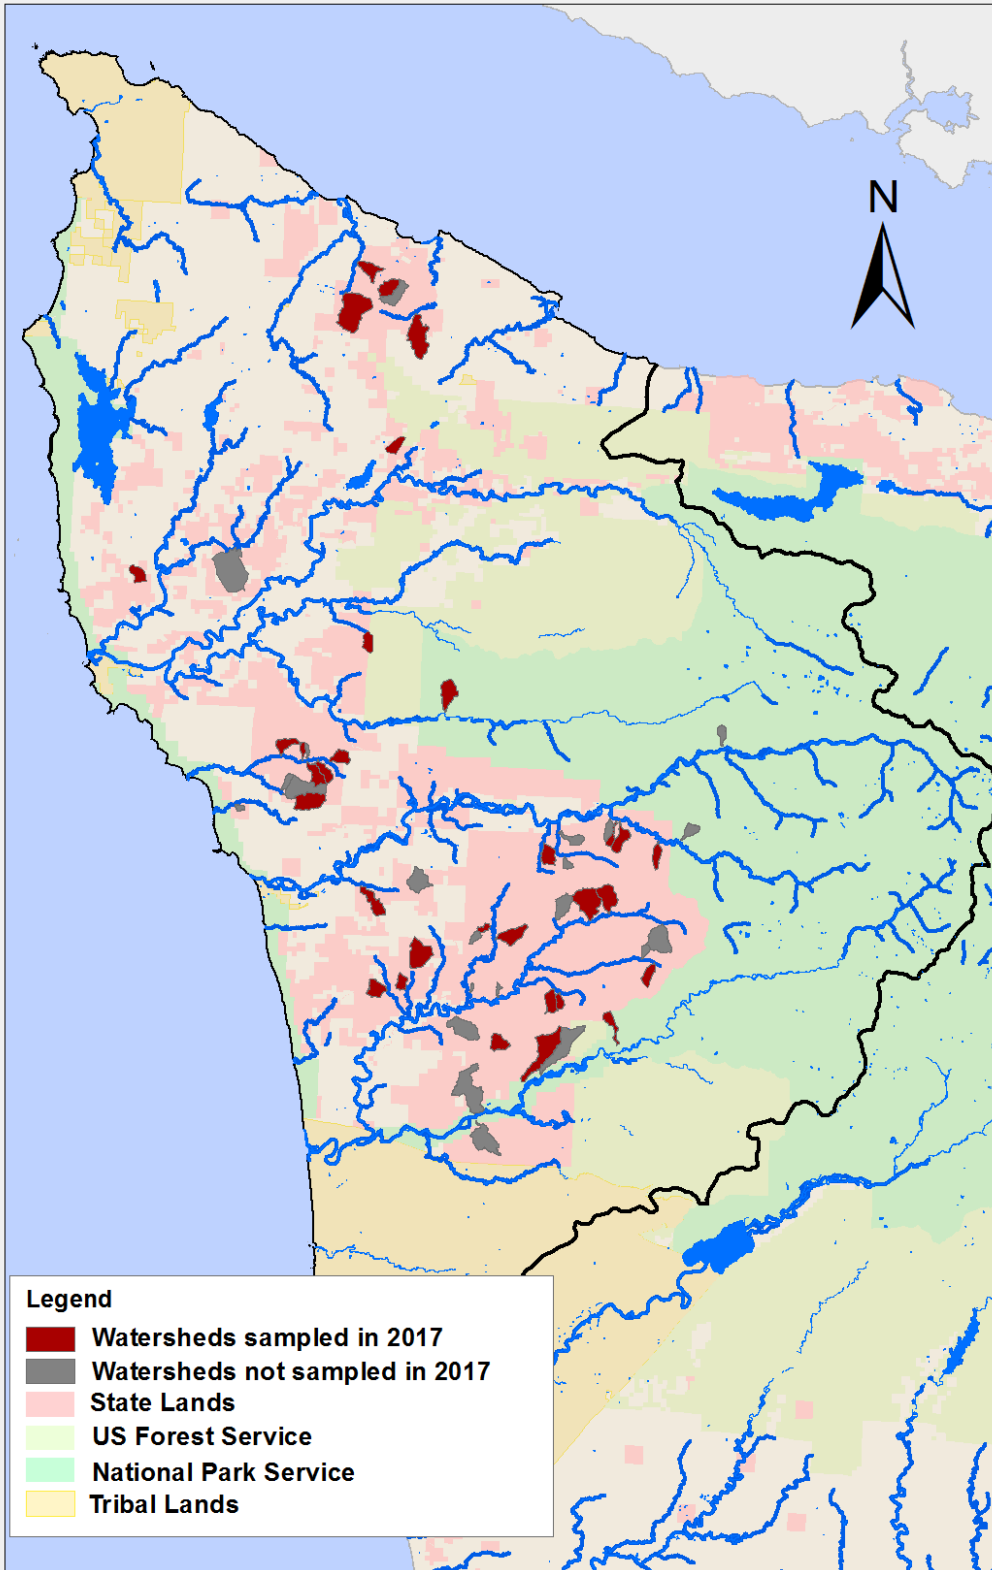 N
Legend
Watersheds sampled in 2017
Watersheds not sampled in 2017
State Lands
US Forest Service
National Park Service
Tribal Lands